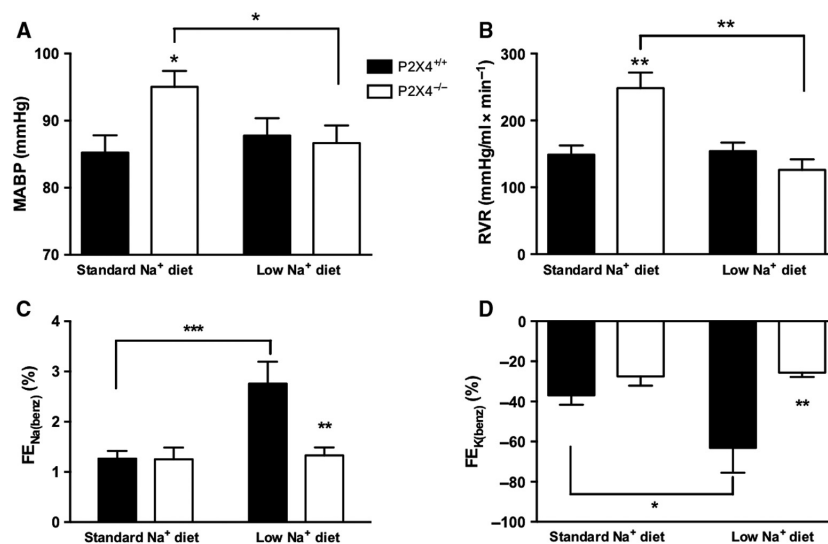 A
*
*
MABP (mmHg)
100
90
80
70
Standard Na⁺ diet
Low Na⁺ diet
P2X4⁺/⁺
P2X4⁻/⁻
B
**
**
RVR (mmHg/ml × min⁻¹)
300
200
100
0
Standard Na⁺ diet
Low Na⁺ diet
C
***
**
FENa(benz) (%)
4
3
2
1
0
Standard Na⁺ diet
Low Na⁺ diet
D
0
−20
−40
−60
−80
−100
FEK(benz) (%)
**
*
Standard Na⁺ diet
Low Na⁺ diet